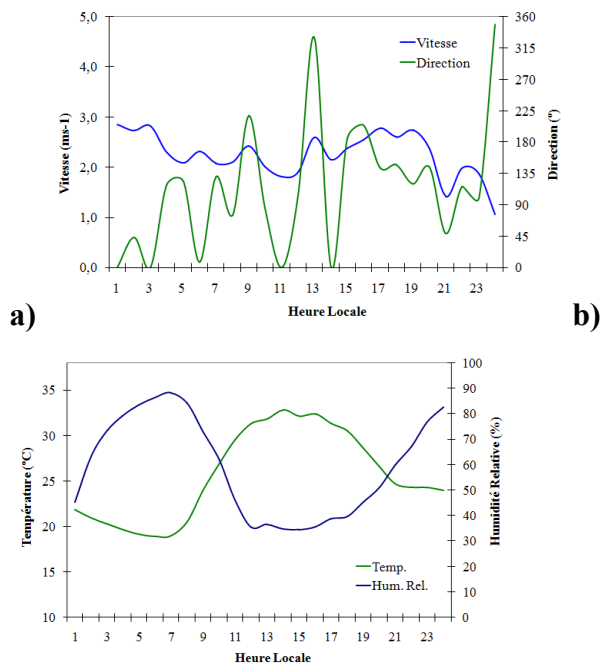 5,0
4,0
3,0
2,0
1,0
0,0
Vitesse (ms-1)
Vitesse
Direction
360
315
270
225
180
135
90
45
0
Direction (º)
1 3 5 7 9 11 13 15 17 19 21 23
Heure Locale
a) b)
35
30
25
20
15
10
Température (ºC)
100
90
80
70
60
50
40
30
20
10
0
Humidité Relative (%)
Temp.
Hum. Rel.
1 3 5 7 9 11 13 15 17 19 21 23
Heure Locale